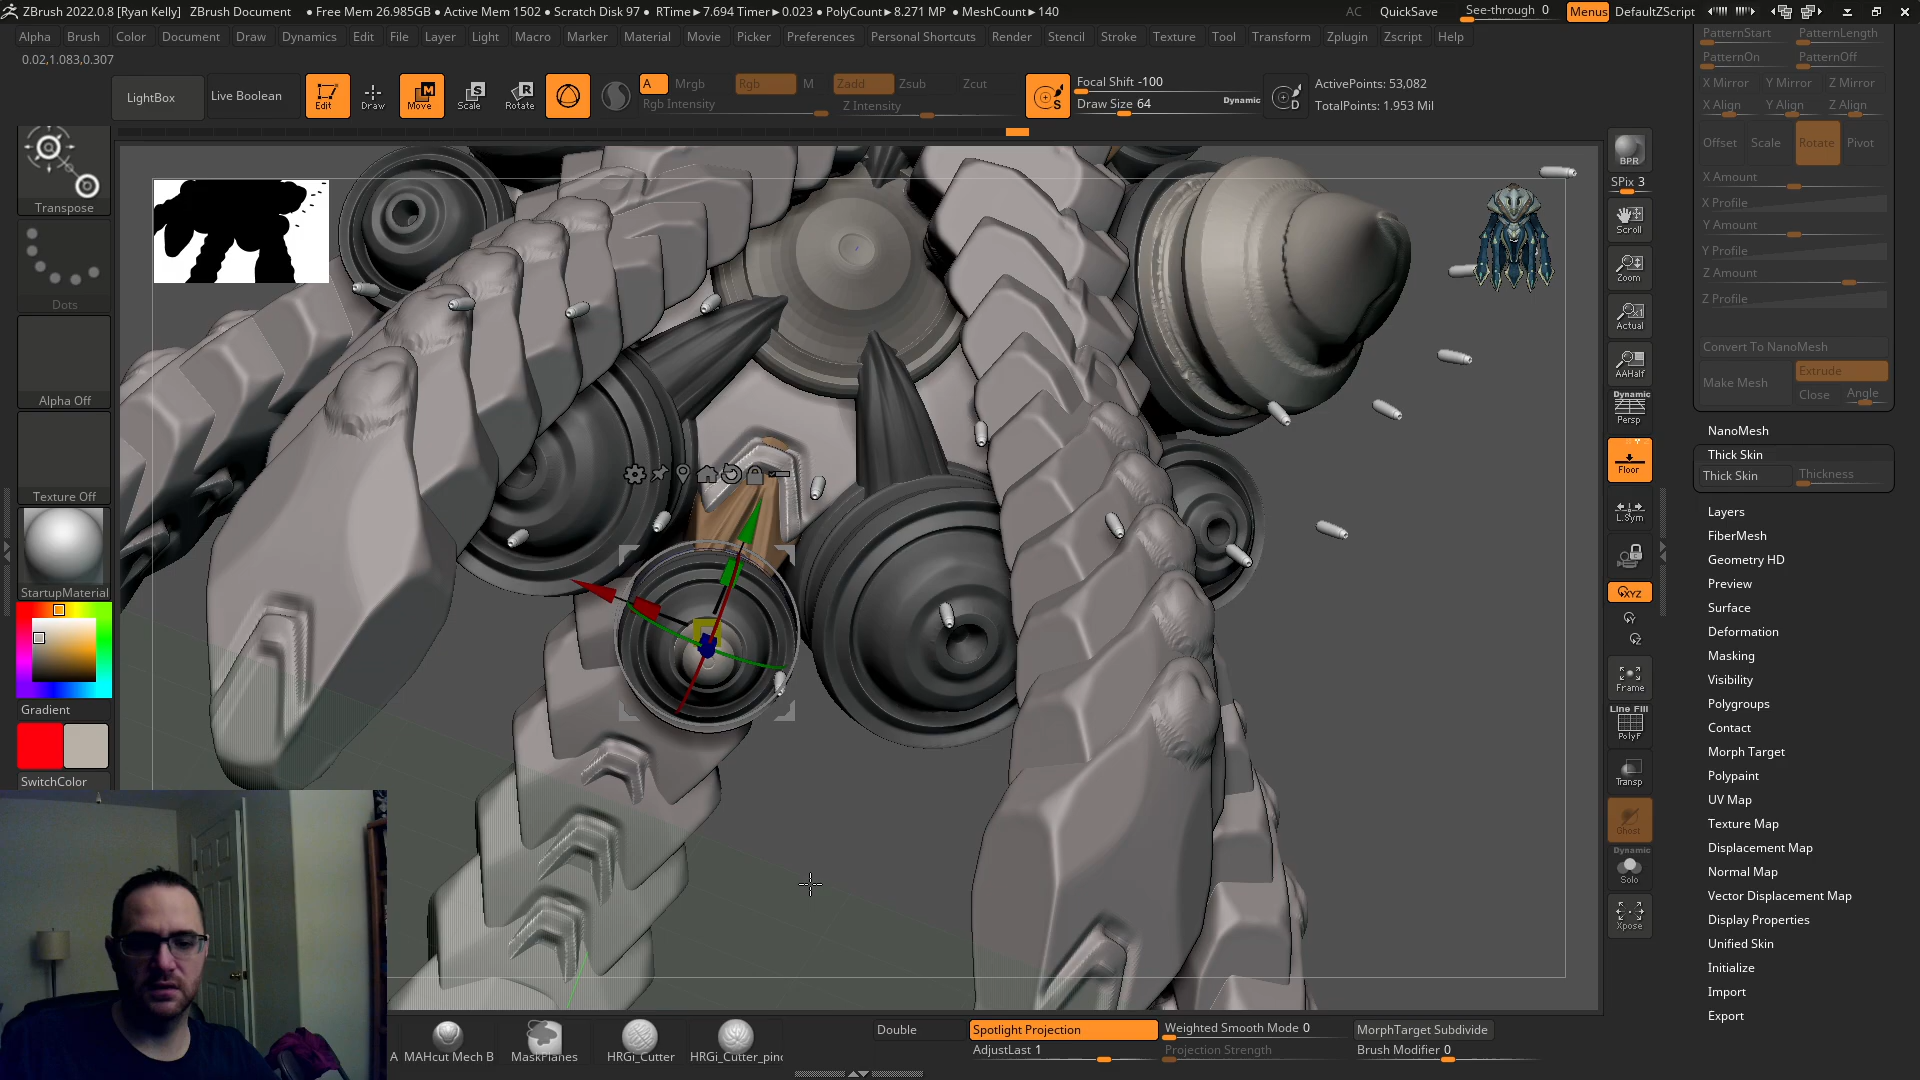 ZBrush 2022.0.8 [Ryan Kelly] ZBrush Document ● Free Mem 26.985GB ● Active Mem 1502 ● Scratch Disk 97 ● RTime►7.694 Timer►0.023 ● PolyCount►8.271 MP ● MeshCount►140 AC QuickSave See-through 0 Menus DefaultZScript
Alpha Brush Color Document Draw Dynamics Edit File Layer Light Macro Marker Material Movie Picker Preferences Personal Shortcuts Render Stencil Stroke Texture Tool Transform Zplugin Zscript Help
0.02,1.083,0.307
LightBox Live Boolean Edit Draw Move Scale Rotate
A Mrgb Rgb M Zadd Zsub Zcut
Rgb Intensity Z Intensity
Focal Shift -100
Draw Size 64 Dynamic
ActivePoints: 53,082
TotalPoints: 1.953 Mil
Transpose
Dots
Alpha Off
Texture Off
StartupMaterial
Gradient
SwitchColor
BPR
SPix 3
Scroll
Zoom
Actual
AAHalf
Dynamic
Persp
Floor
L.Sym
XYZ
Frame
Line Fill
PolyF
Transp
Ghost
Dynamic
Solo
Xpose
PatternStart PatternLength
PatternOn PatternOff
X Mirror Y Mirror Z Mirror
X Align Y Align Z Align
Offset Scale Rotate Pivot
X Amount
X Profile
Y Amount
Y Profile
Z Amount
Z Profile
Convert To NanoMesh
Make Mesh Extrude
Close Angle
NanoMesh
Thick Skin
Thick Skin Thickness
Layers
FiberMesh
Geometry HD
Preview
Surface
Deformation
Masking
Visibility
Polygroups
Contact
Morph Target
Polypaint
UV Map
Texture Map
Displacement Map
Normal Map
Vector Displacement Map
Display Properties
Unified Skin
Initialize
Import
Export
A MAHcut Mech B MaskPlanes HRGi_Cutter HRGi_Cutter_pinc
Double Spotlight Projection Weighted Smooth Mode 0 MorphTarget Subdivide
AdjustLast 1 Projection Strength Brush Modifier 0